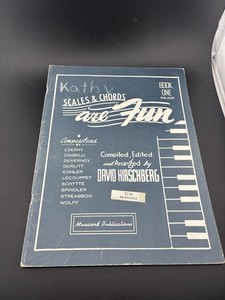 Kathy
SCALES & CHORDS
BOOK
ONE
are Fun
Compositions
BY
CZERNY
DIABELLI
DUVERNOY
GURLITT
KOHLER
LECOUPPEY
SCHYTTE
SPINDLER
STREABBOG
WOLFF
Compiled, Edited
and Arranged by
DAVID HIRSCHBERG
Musicord Publications